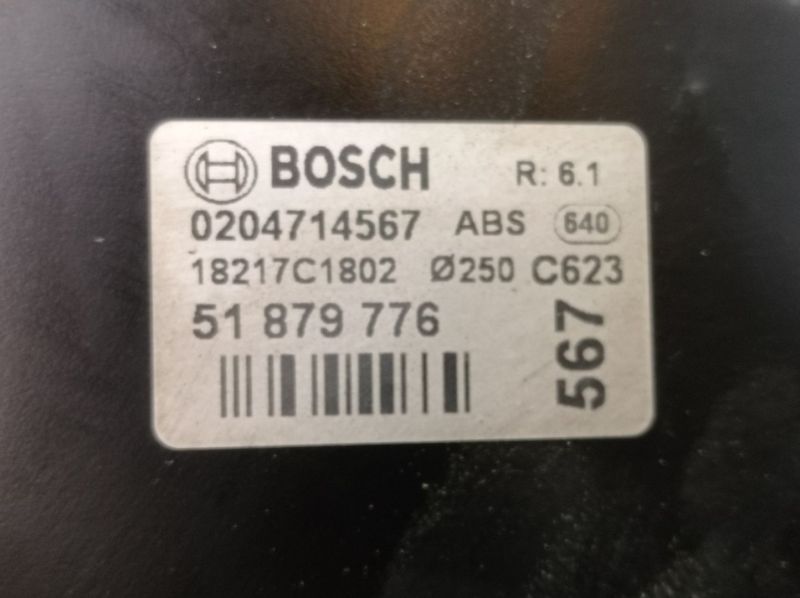 BOSCH R: 6.1
0204714567 ABS 640
18217C1802 Ø250 C623
51 879 776
567